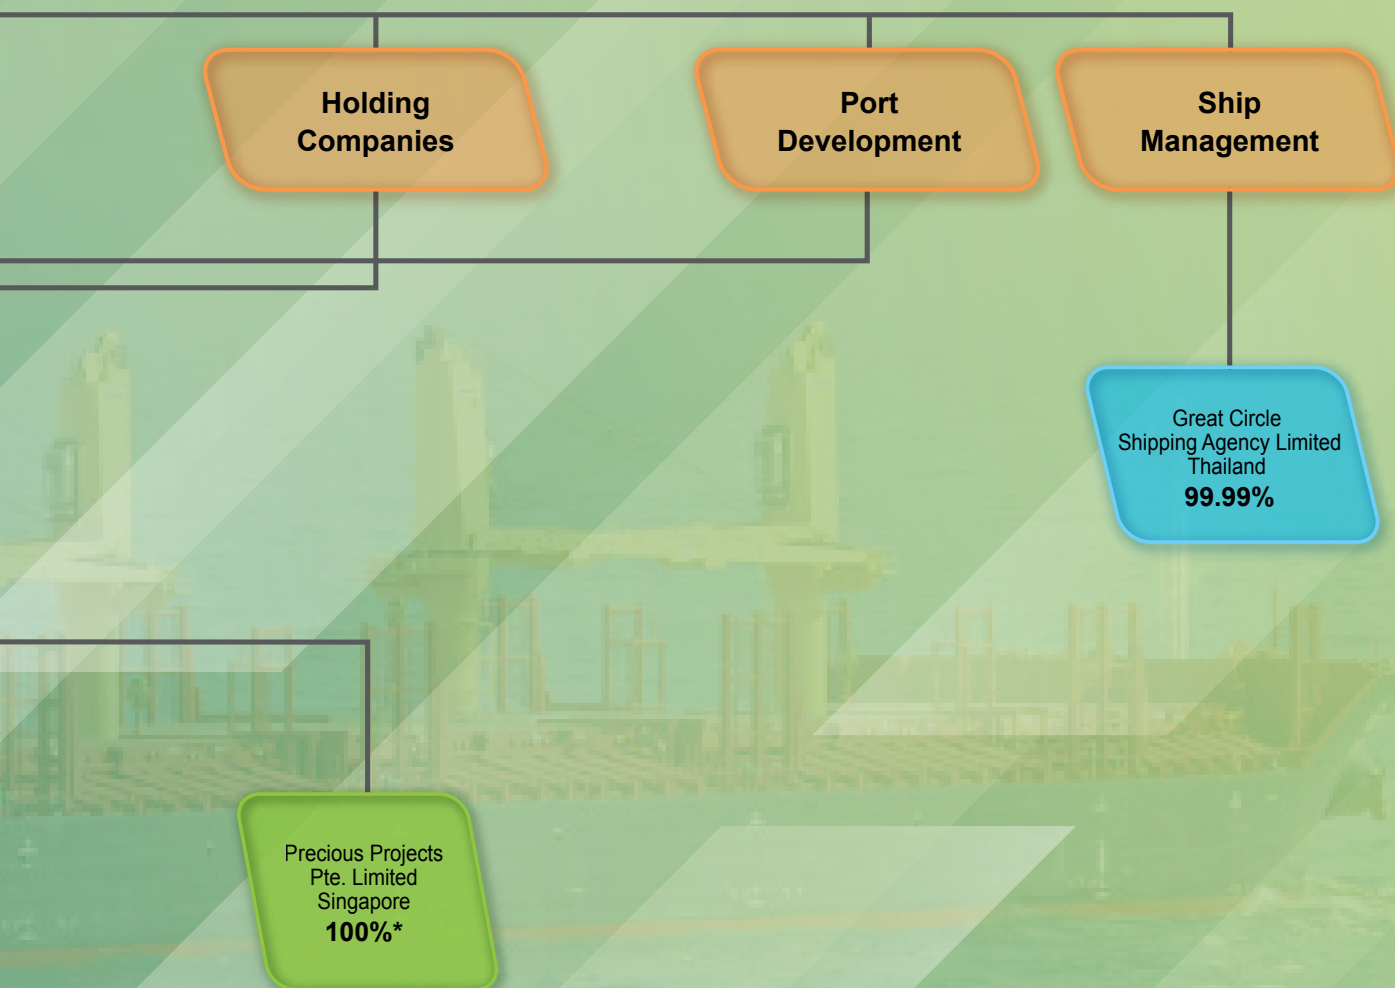 Holding
Companies
Port
Development
Ship
Management
Great Circle
Shipping Agency Limited
Thailand
99.99%
Precious Projects
Pte. Limited
Singapore
100%*